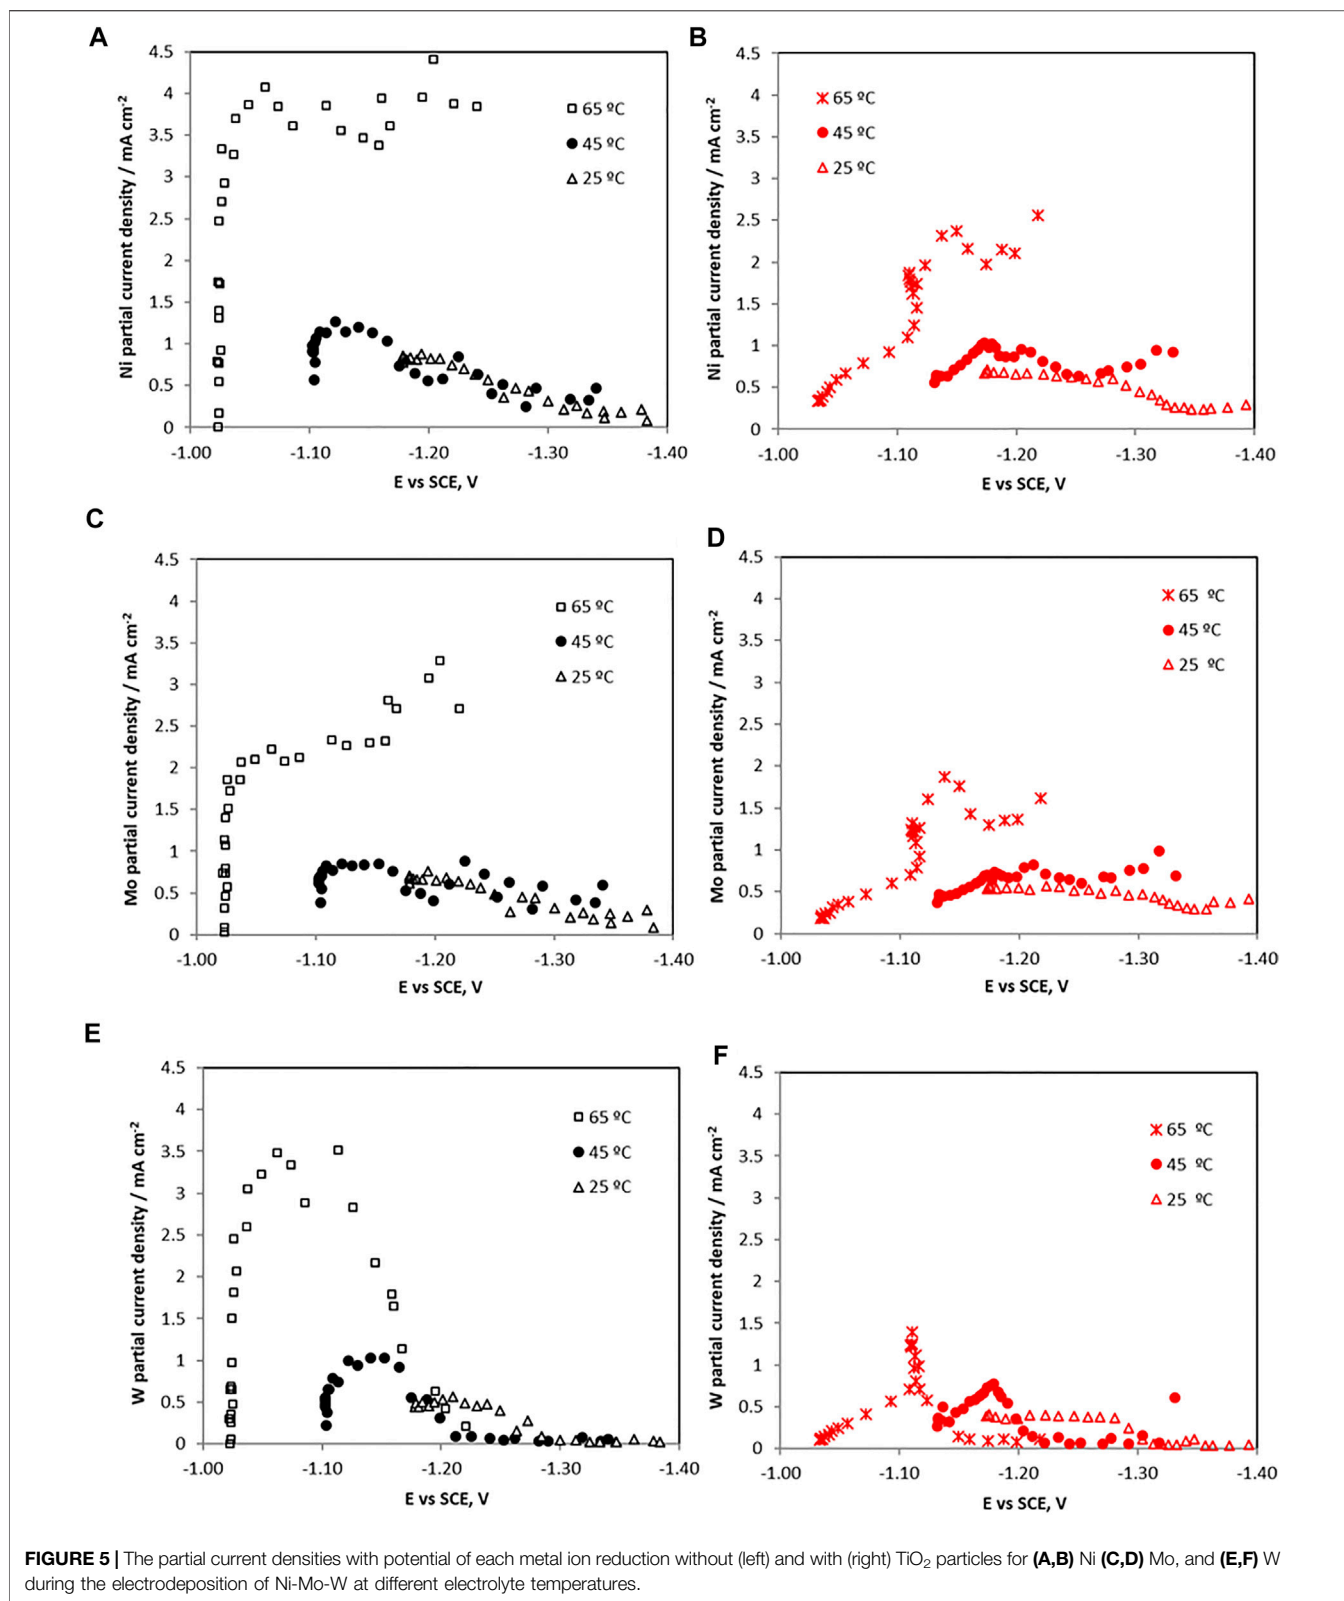 A
4.5
4
3.5
3
2.5
2
1.5
1
0.5
0
Ni partial current density / mA cm-2
65 ºC
45 ºC
25 ºC
-1.00 -1.10 -1.20 -1.30 -1.40
E vs SCE, V
B
4.5
4
3.5
3
2.5
2
1.5
1
0.5
0
Ni partial current density / mA cm-2
65 ºC
45 ºC
25 ºC
-1.00 -1.10 -1.20 -1.30 -1.40
E vs SCE, V
C
4.5
4
3.5
3
2.5
2
1.5
1
0.5
0
Mo partial current density / mA cm-2
65 ºC
45 ºC
25 ºC
-1.00 -1.10 -1.20 -1.30 -1.40
E vs SCE, V
D
4.5
4
3.5
3
2.5
2
1.5
1
0.5
0
Mo partial current density / mA cm-2
65 ºC
45 ºC
25 ºC
-1.00 -1.10 -1.20 -1.30 -1.40
E vs SCE, V
E
4.5
4
3.5
3
2.5
2
1.5
1
0.5
0
W partial current density / mA cm-2
65 ºC
45 ºC
25 ºC
-1.00 -1.10 -1.20 -1.30 -1.40
E vs SCE, V
F
4.5
4
3.5
3
2.5
2
1.5
1
0.5
0
W partial current density / mA cm-2
65 ºC
45 ºC
25 ºC
-1.00 -1.10 -1.20 -1.30 -1.40
E vs SCE, V
FIGURE 5 | The partial current densities with potential of each metal ion reduction without (left) and with (right) TiO2 particles for (A,B) Ni (C,D) Mo, and (E,F) W
during the electrodeposition of Ni-Mo-W at different electrolyte temperatures.